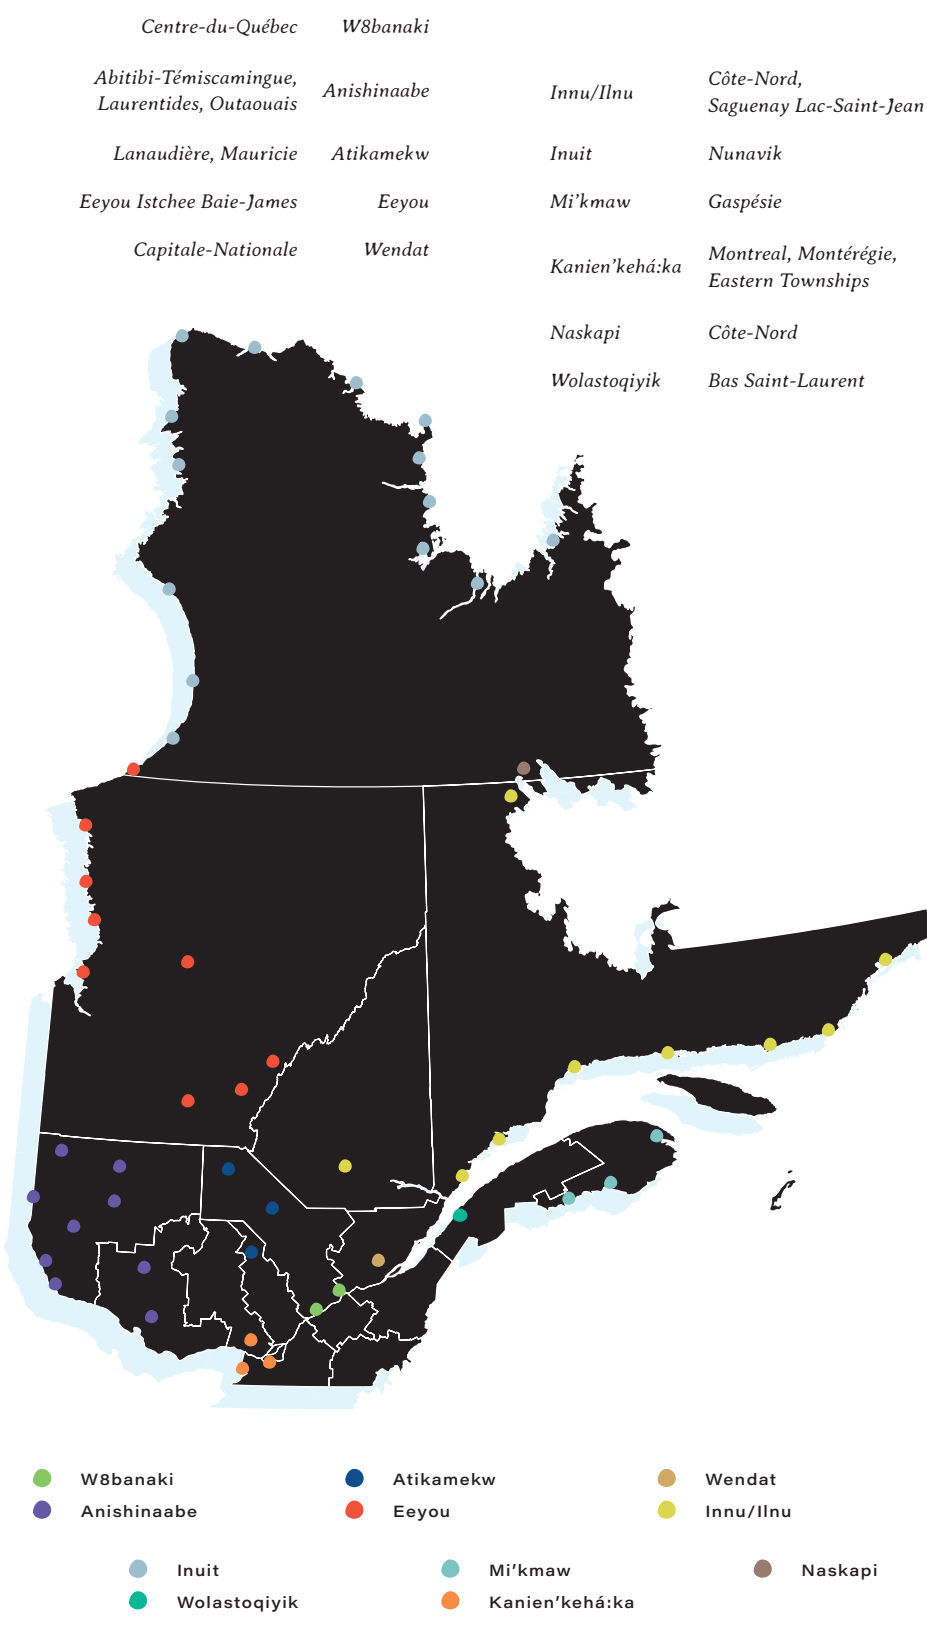 Centre-du-Québec W8banaki
Abitibi-Témiscamingue,
Laurentides, Outaouais
Anishinaabe
Lanaudière, Mauricie Atikamekw
Eeyou Istchee Baie-James Eeyou
Capitale-Nationale Wendat
Innu/Ilnu
Côte-Nord,
Saguenay Lac-Saint-Jean
Inuit Nunavik
Mi'kmaw Gaspésie
Kanien'kehá:ka
Montreal, Montérégie,
Eastern Townships
Naskapi Côte-Nord
Wolastoqiyik Bas Saint-Laurent
W8banaki Atikamekw Wendat
Anishinaabe Eeyou Innu/Ilnu
Inuit Mi'kmaw Naskapi
Wolastoqiyik Kanien'kehá:ka